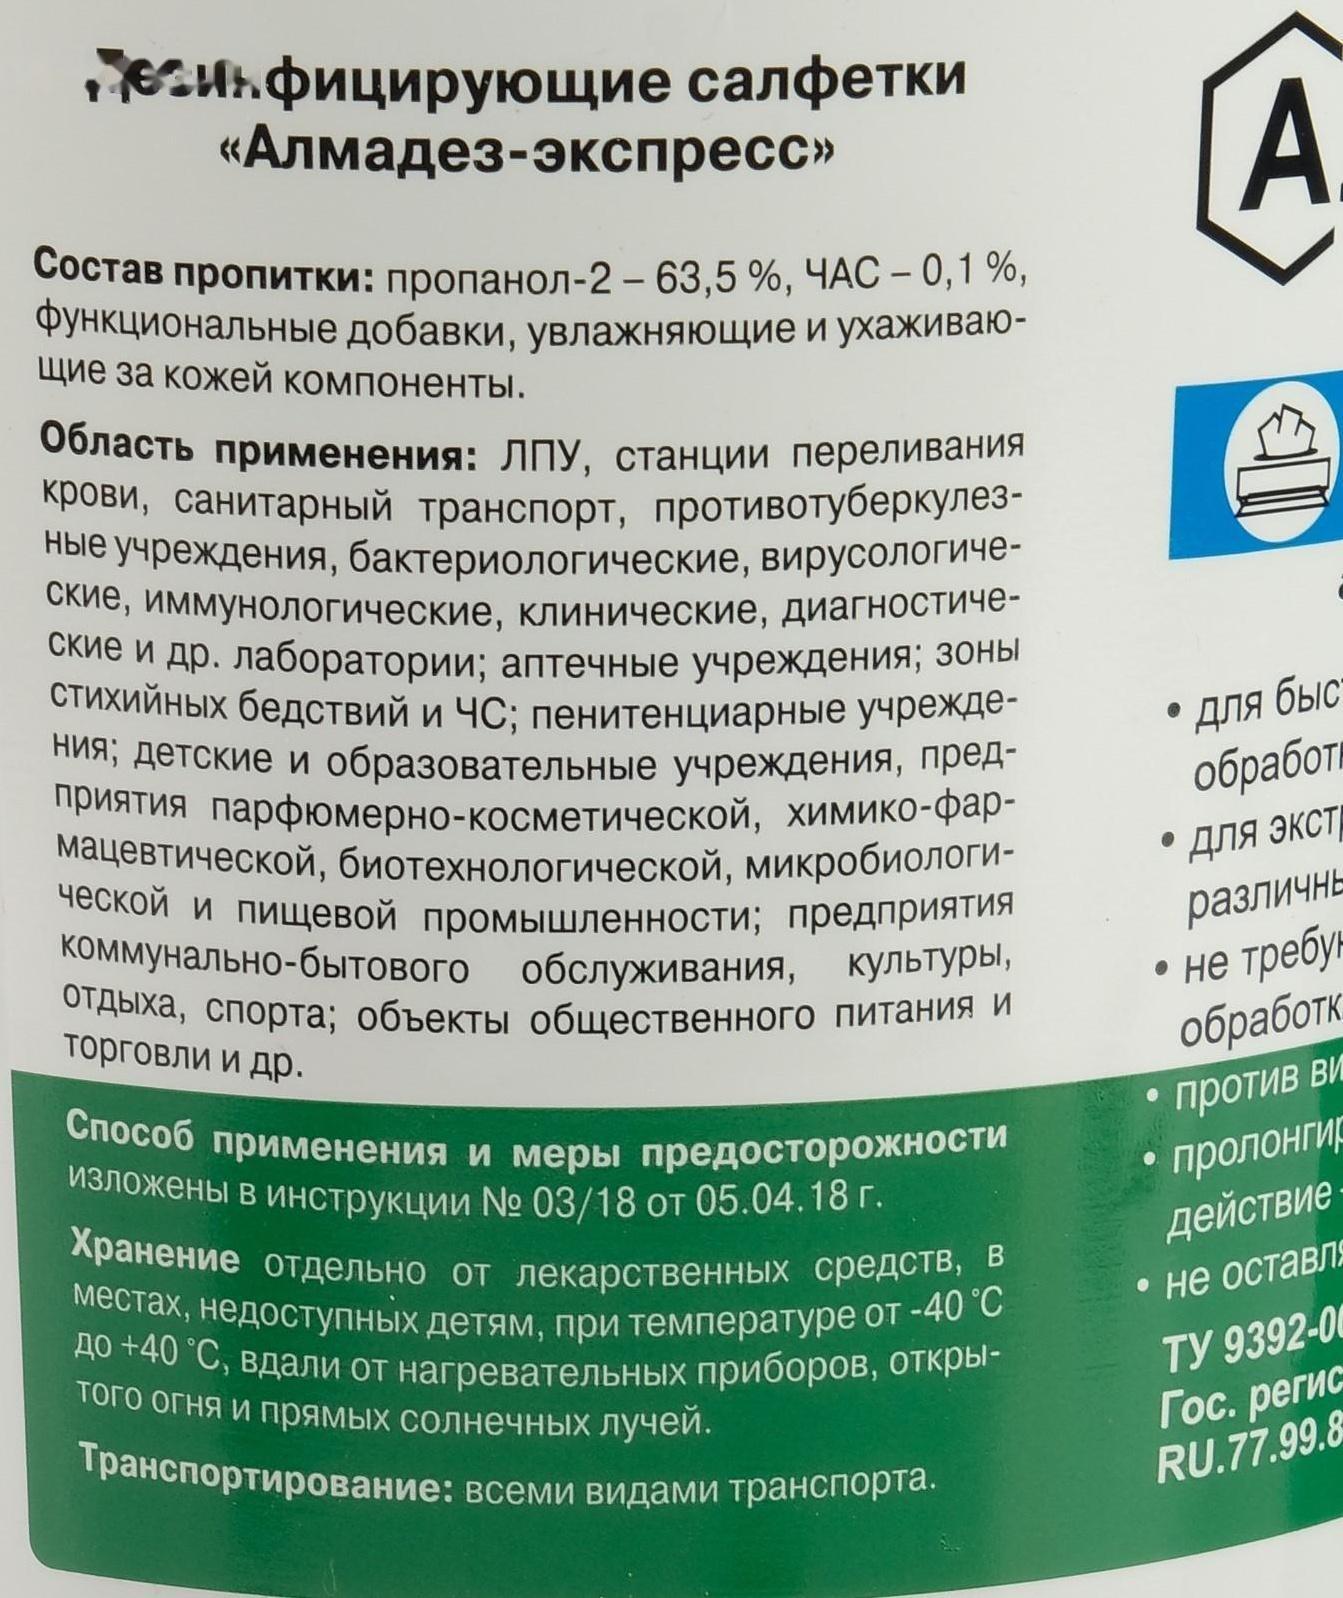 Дезинфицирующие салфетки
«Алмадез-экспресс»
Состав пропитки: пропанол-2 – 63,5 %, ЧАС – 0,1 %,
функциональные добавки, увлажняющие и ухаживаю-
щие за кожей компоненты.
Область применения: ЛПУ, станции переливания
крови, санитарный транспорт, противотуберкулез-
ные учреждения, бактериологические, вирусологиче-
ские, иммунологические, клинические, диагностиче-
ские и др. лаборатории; аптечные учреждения; зоны
стихийных бедствий и ЧС; пенитенциарные учрежде-
ния; детские и образовательные учреждения, пред-
приятия парфюмерно-косметической, химико-фар-
мацевтической, биотехнологической, микробиологи-
ческой и пищевой промышленности; предприятия
коммунально-бытового обслуживания, культуры,
отдыха, спорта; объекты общественного питания и
торговли и др.
Способ применения и меры предосторожности
изложены в инструкции № 03/18 от 05.04.18 г.
Хранение отдельно от лекарственных средств, в
местах, недоступных детям, при температуре от -40 °С
до +40 °С, вдали от нагревательных приборов, откры-
того огня и прямых солнечных лучей.
Транспортирование: всеми видами транспорта.
А
• для быс
обработ
• для экст
различн
• не требу
обработк
• против ви
• пролонгир
действие
• не оставл
ТУ 9392-0
Гос. регис
RU.77.99.8